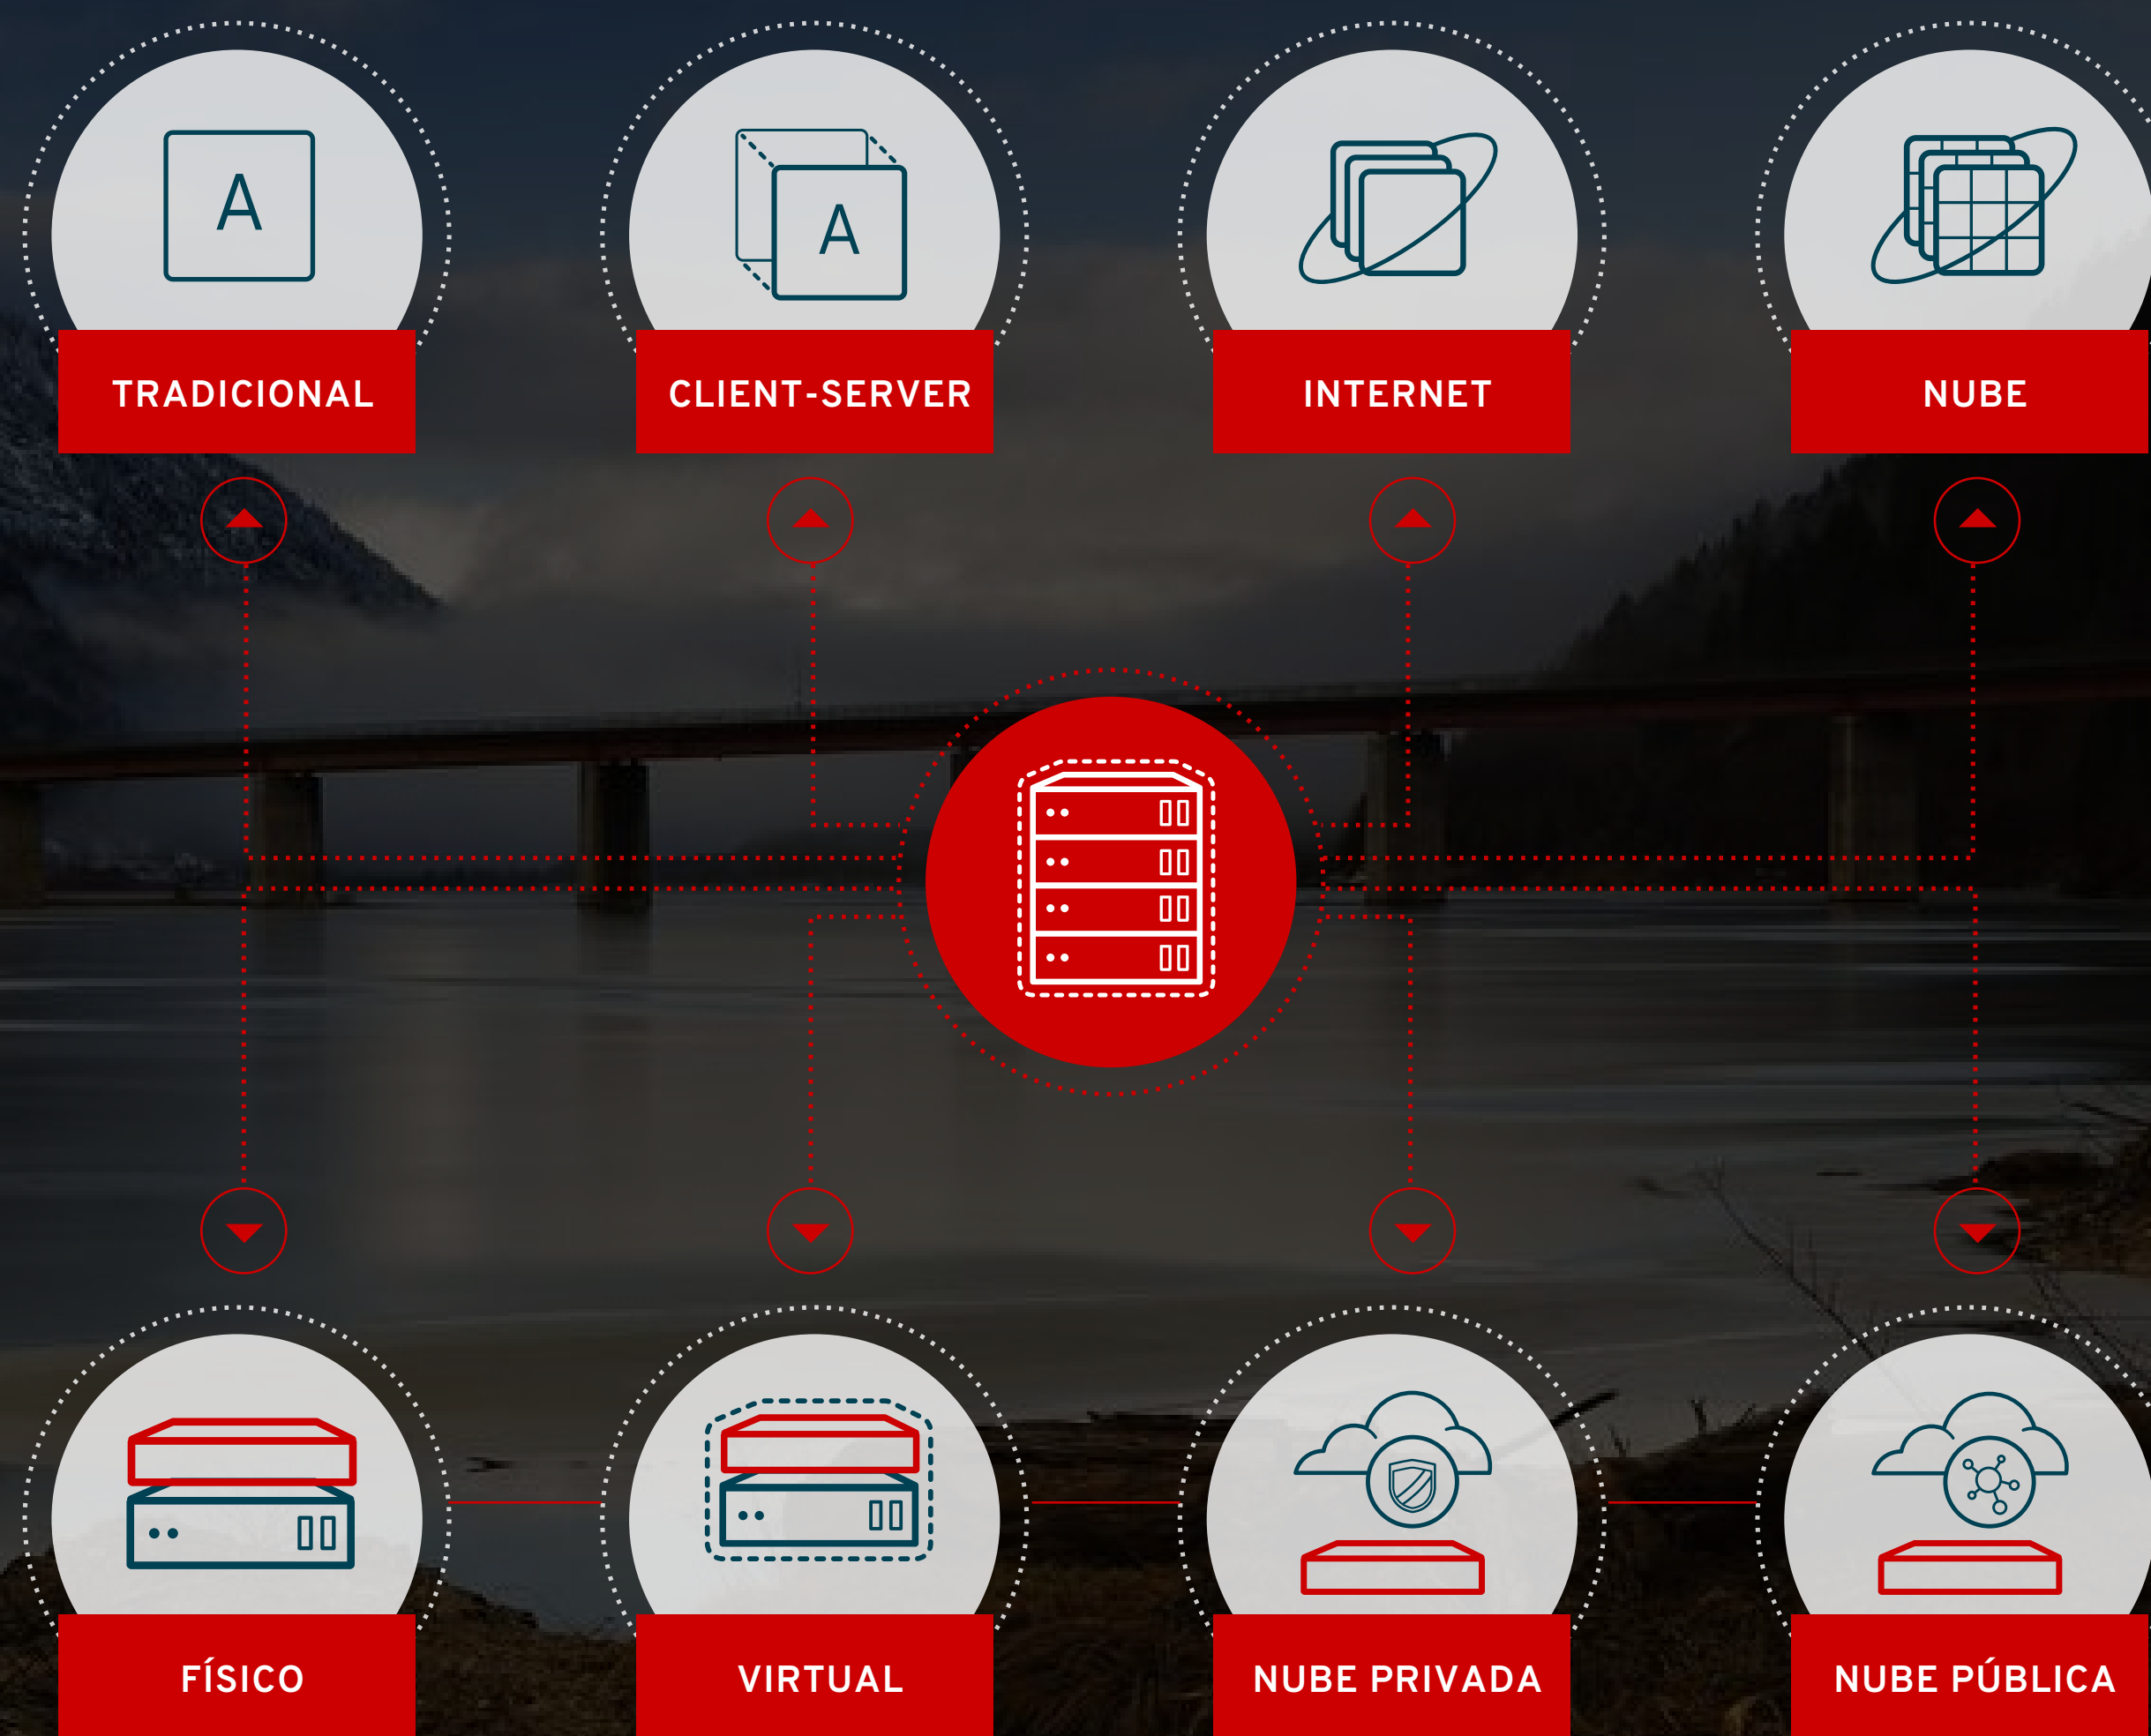 A
A
TRADICIONAL
CLIENT-SERVER
INTERNET
NUBE
FÍSICO
VIRTUAL
NUBE PRIVADA
NUBE PÚBLICA